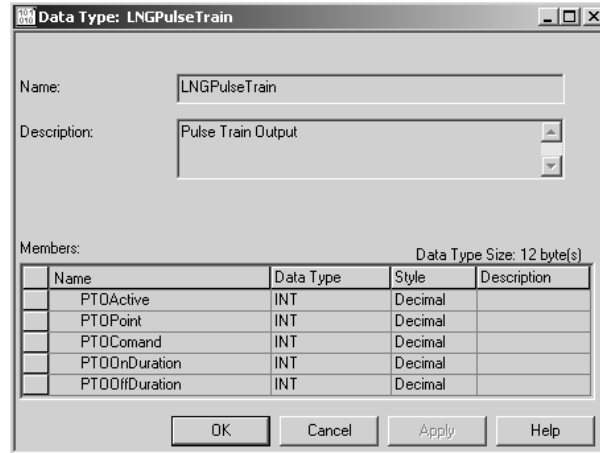 Data Type: LNGPulseTrain
Name: LNGPulseTrain
Description: Pulse Train Output
Members: Data Type Size: 12 byte(s)
Name Data Type Style Description
PTOActive INT Decimal
PTOPoint INT Decimal
PTOComand INT Decimal
PTOOnDuration INT Decimal
PTOOffDuration INT Decimal
OK Cancel Apply Help